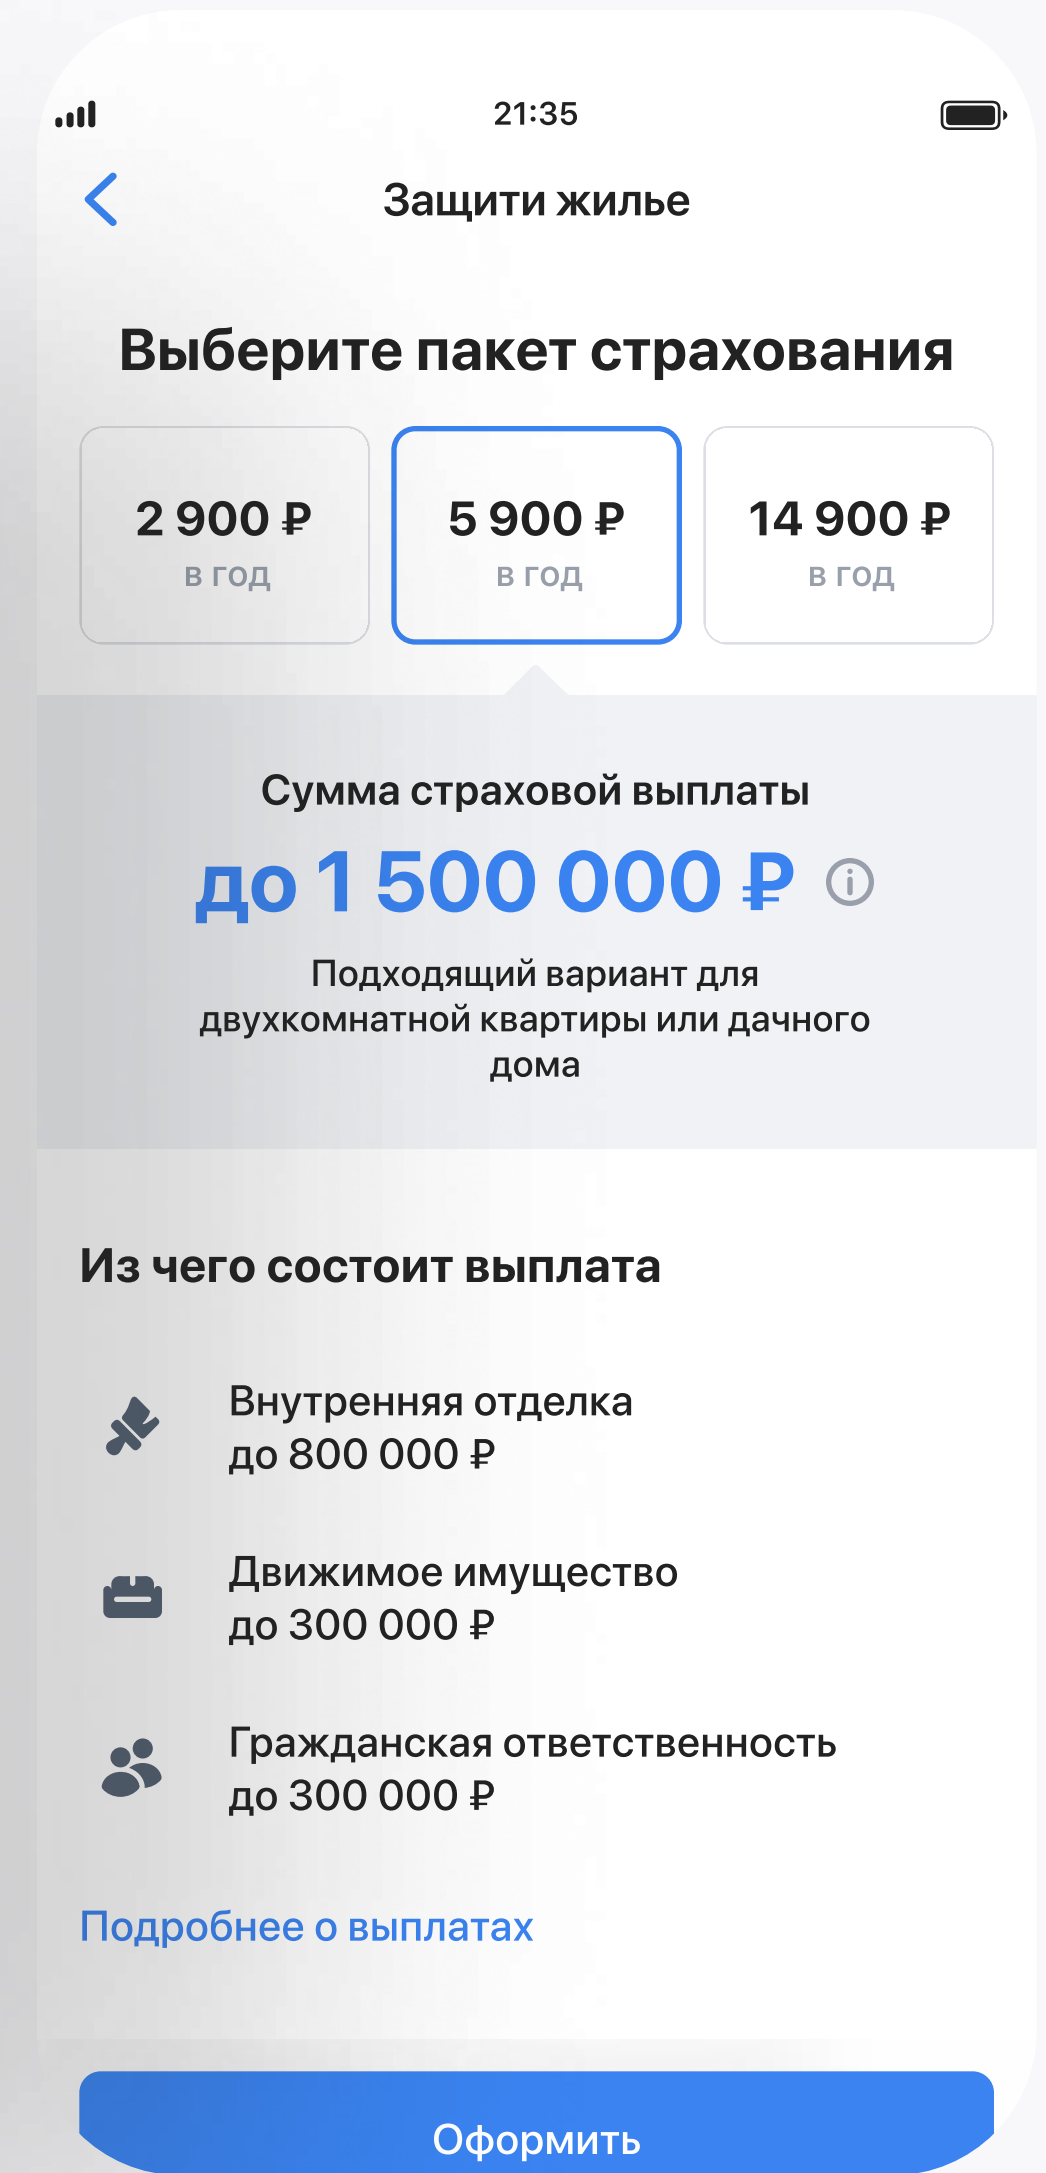 21:35
Защити жилье
Выберите пакет страхования
2 900 ₽
в год
5 900 ₽
в год
14 900 ₽
в год
Сумма страховой выплаты
до 1 500 000 ₽
Подходящий вариант для
двухкомнатной квартиры или дачного
дома
Из чего состоит выплата
Внутренняя отделка
до 800 000 ₽
Движимое имущество
до 300 000 ₽
Гражданская ответственность
до 300 000 ₽
Подробнее о выплатах
Оформить